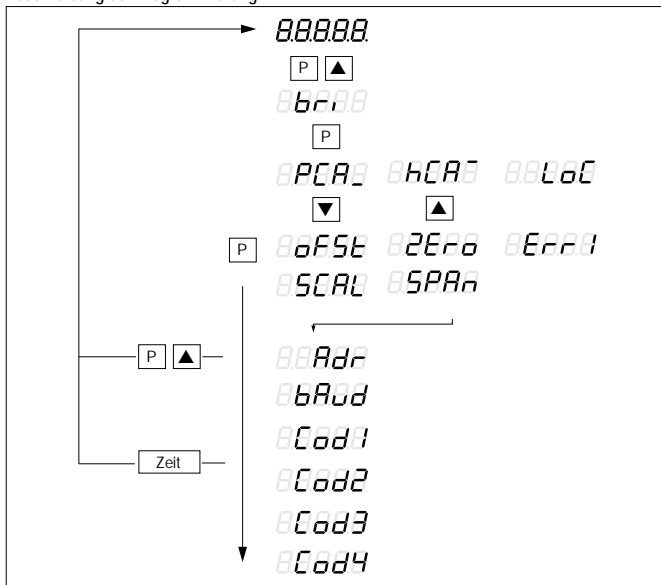 8.8.8.8.8.
P ▲
bri
P
PCA_ hCA¯ LoC
▼ ▲
P oFSt ZEro Err1
SCAL SPAn
P ▲ Adr
bAud
Cod1
Zeit
Cod2
Cod3
Cod4